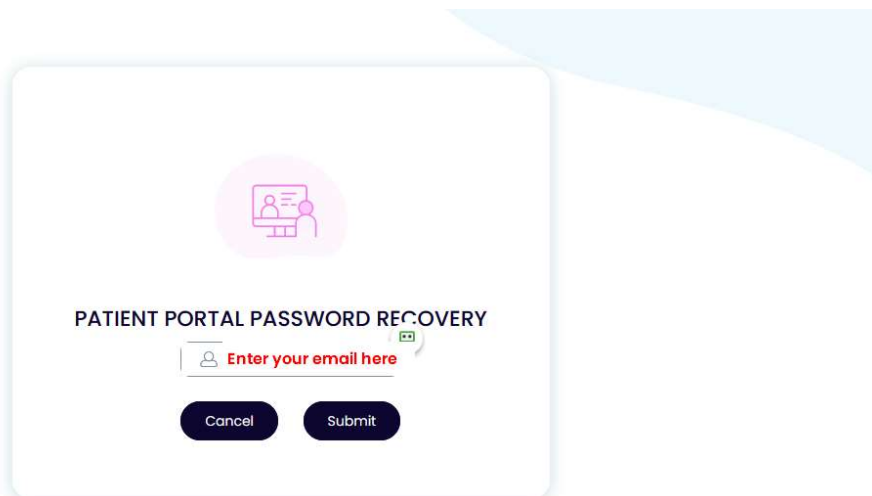 PATIENT PORTAL PASSWORD RECOVERY
Enter your email here
Cancel
Submit